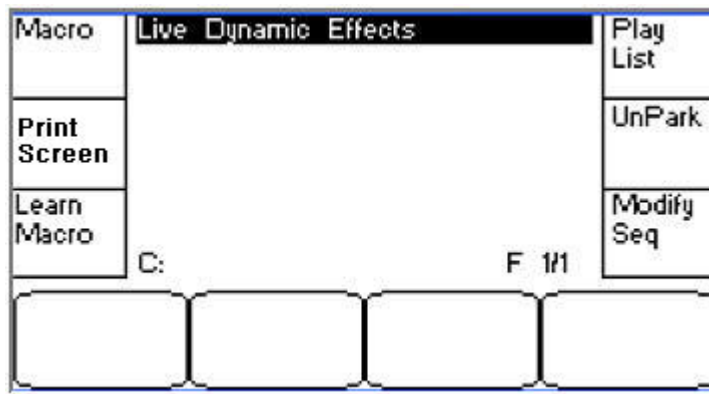 Macro
Live Dynamic Effects
Play
List
Print
Screen
UnPark
Learn
Macro
Modify
Seq
C:
F 1/1